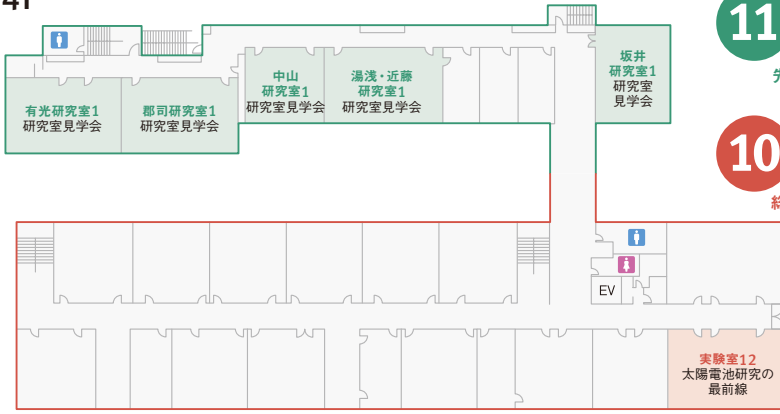 有光研究室1
研究室見学会
郡司研究室1
研究室見学会
中山
研究室1
研究室見学会
湯浅・近藤
研究室1
研究室見学会
坂井
研究室1
研究室
見学会
11
10
EV
実験室12
太陽電池研究の
最前線